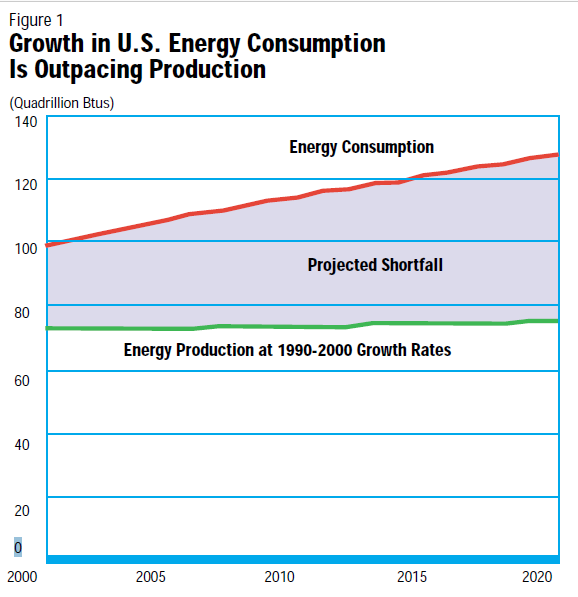 Figure 1
Growth in U.S. Energy Consumption
Is Outpacing Production
(Quadrillion Btus)
140
Energy Consumption
120
100
Projected Shortfall
80
Energy Production at 1990-2000 Growth Rates
60
40
20
0
2000 2005 2010 2015 2020